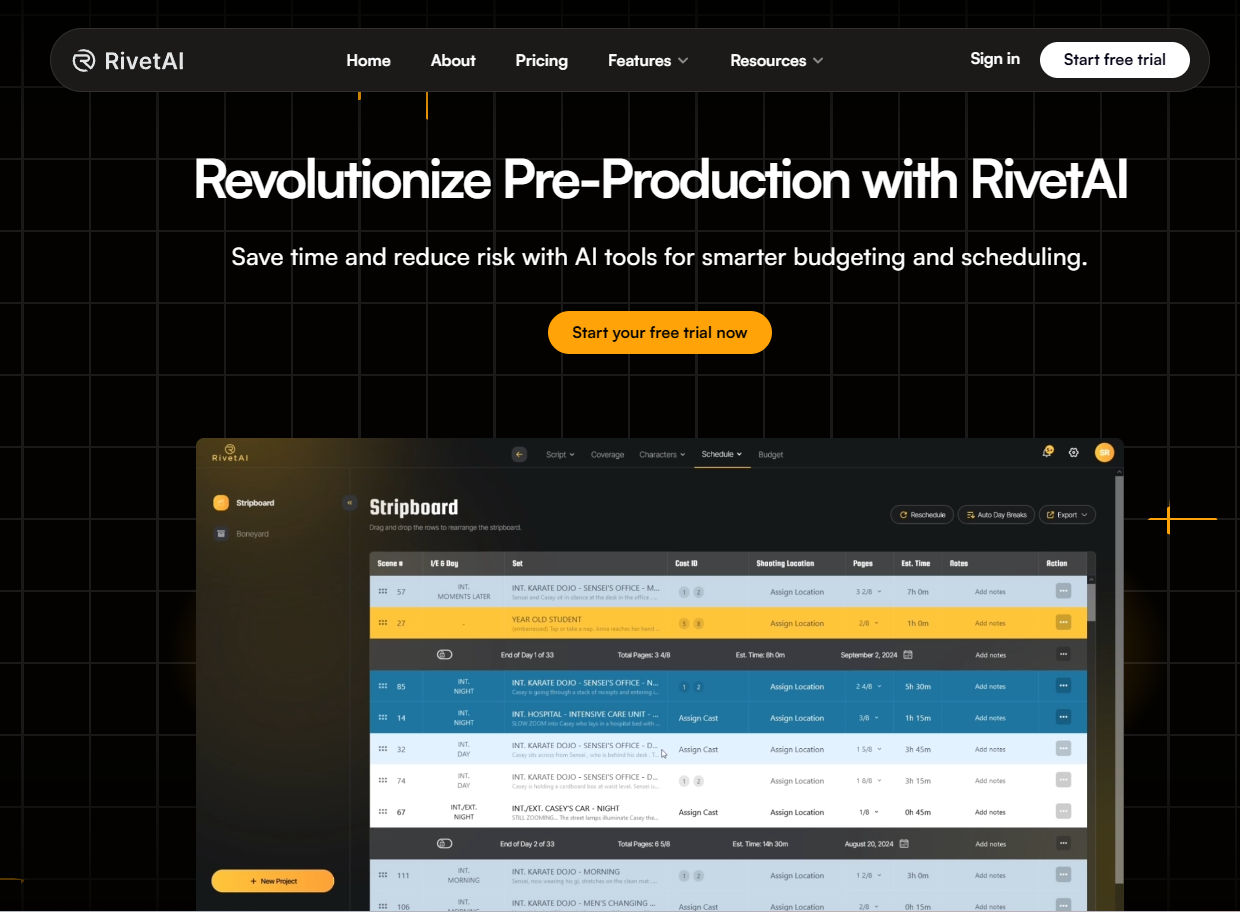 RivetAI
Home About Pricing Features Resources Sign in Start free trial
Revolutionize Pre-Production with RivetAI
Save time and reduce risk with AI tools for smarter budgeting and scheduling.
Start your free trial now
RivetAI
Script Coverage Characters Schedule Budget SR
Stripboard
Boneyard
Stripboard
Drag and drop the rows to rearrange the stripboard.
Reschedule Auto Day Breaks Export
Scene # I/E & Day Set Cast ID Shooting Location Pages Est. Time Notes Action
57 INT. MOMENTS LATER INT. KARATE DOJO - SENSEI'S OFFICE - M... 1 2 Assign Location 3 2/8 7h 0m Add notes
Sensei and Casey sit in silence at the desk in the office - ...
27 - YEAR OLD STUDENT 5 8 Assign Location 2/8 1h 0m Add notes
(embarrassed) Tap or take a nap. Anna reaches her hand ...
End of Day 1 of 33 Total Pages: 3 4/8 Est. Time: 8h 0m September 2, 2024 Add notes
85 INT. NIGHT INT. KARATE DOJO - SENSEI'S OFFICE - N... 1 2 Assign Location 2 4/8 5h 30m Add notes
Casey is going through a stack of receipts and entering i...
14 INT. NIGHT INT. HOSPITAL - INTENSIVE CARE UNIT - ... Assign Cast Assign Location 3/8 1h 15m Add notes
SLOW ZOOM into Casey who lays in a hospital bed with ...
32 INT. DAY INT. KARATE DOJO - SENSEI'S OFFICE - D... Assign Cast Assign Location 1 5/8 3h 45m Add notes
Casey sits across from Sensei, who is behind his desk. T...
74 INT. DAY INT. KARATE DOJO - SENSEI'S OFFICE - D... 1 2 Assign Location 1 6/8 3h 15m Add notes
Casey is holding a cardboard box at waist level. Sensei is...
67 INT./EXT. NIGHT INT./EXT. CASEY'S CAR - NIGHT Assign Cast Assign Location 1/8 0h 45m Add notes
STILL ZOOMING... The street lamps illuminate Casey the...
End of Day 2 of 33 Total Pages: 6 5/8 Est. Time: 14h 30m August 20, 2024 Add notes
111 INT. MORNING INT. KARATE DOJO - MORNING 1 2 Assign Location 1 2/8 3h 0m Add notes
Sensei, now wearing his gi, stretches on the clean mat. ...
+ New Project
106 INT. MORNING INT. KARATE DOJO - MEN'S CHANGING ... Assign Location 2/8 0h 45m Add notes